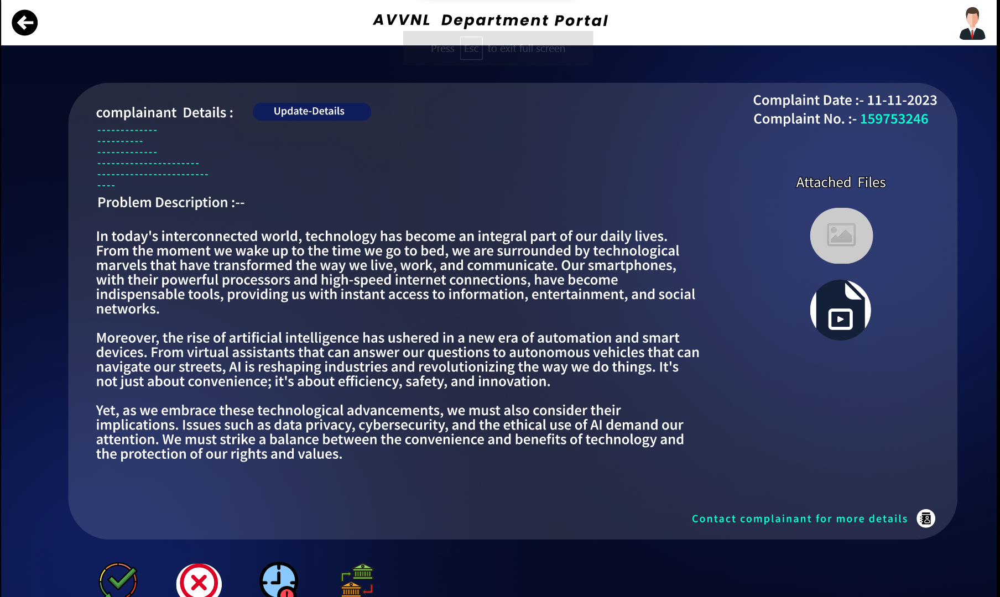 AVVNL Department Portal
Press Esc to exit full screen
complainant Details :
Update-Details
Complaint Date :- 11-11-2023
Complaint No. :- 159753246
-------------
----------
-------------
----------------------
------------------------
----
Attached Files
Problem Description :--
In today's interconnected world, technology has become an integral part of our daily lives.
From the moment we wake up to the time we go to bed, we are surrounded by technological
marvels that have transformed the way we live, work, and communicate. Our smartphones,
with their powerful processors and high-speed internet connections, have become
indispensable tools, providing us with instant access to information, entertainment, and social
networks.
Moreover, the rise of artificial intelligence has ushered in a new era of automation and smart
devices. From virtual assistants that can answer our questions to autonomous vehicles that can
navigate our streets, AI is reshaping industries and revolutionizing the way we do things. It's
not just about convenience; it's about efficiency, safety, and innovation.
Yet, as we embrace these technological advancements, we must also consider their
implications. Issues such as data privacy, cybersecurity, and the ethical use of AI demand our
attention. We must strike a balance between the convenience and benefits of technology and
the protection of our rights and values.
Contact complainant for more details